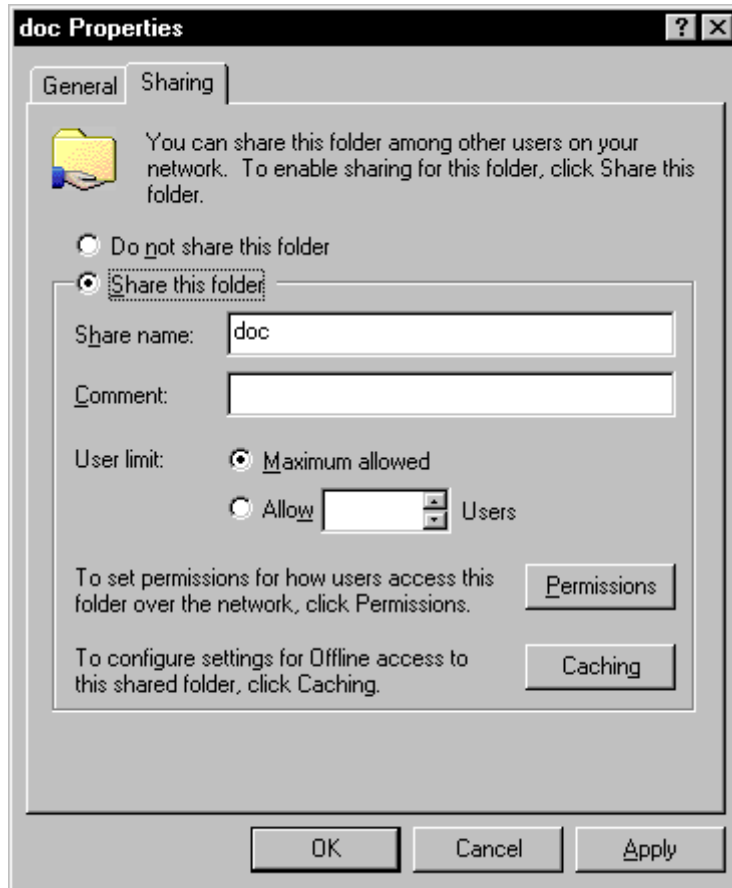 doc Properties
General Sharing
You can share this folder among other users on your
network. To enable sharing for this folder, click Share this
folder.
Do not share this folder
Share this folder
Share name: doc
Comment:
User limit: Maximum allowed
Allow Users
To set permissions for how users access this
folder over the network, click Permissions.
Permissions
To configure settings for Offline access to
this shared folder, click Caching.
Caching
OK Cancel Apply